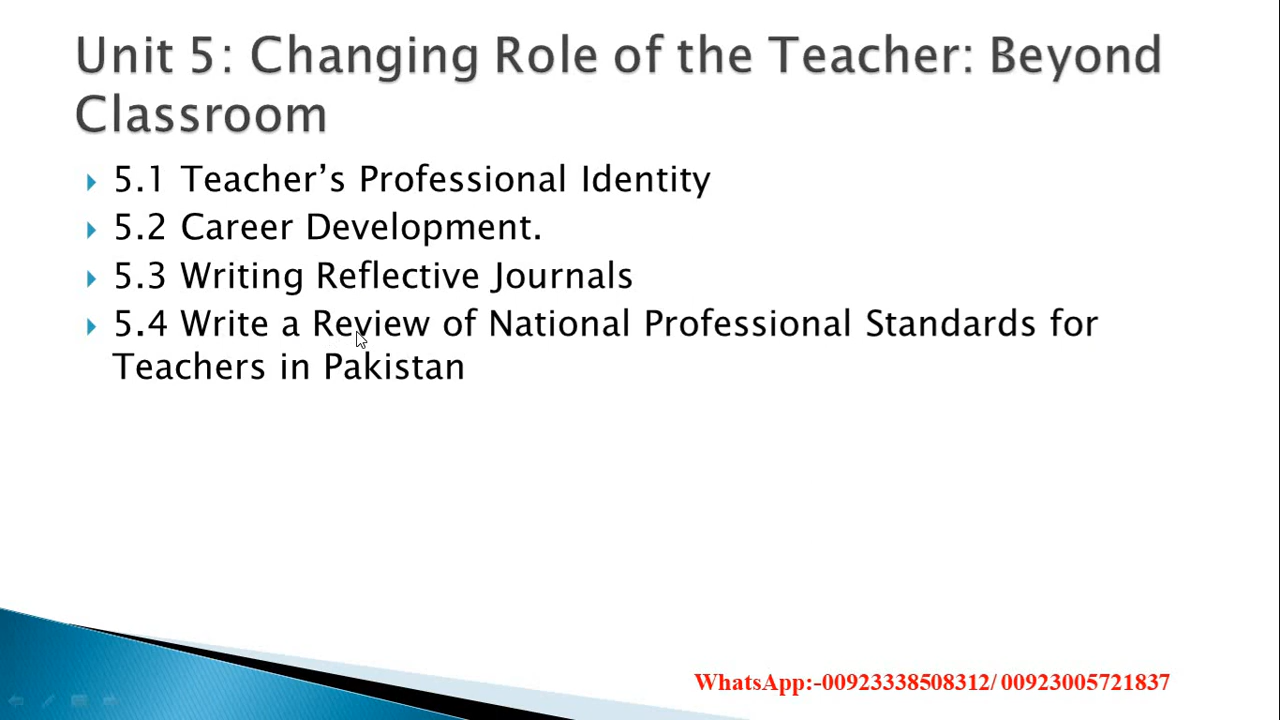 Unit 5: Changing Role of the Teacher: Beyond
Classroom
5.1 Teacher’s Professional Identity
5.2 Career Development.
5.3 Writing Reflective Journals
5.4 Write a Review of National Professional Standards for
Teachers in Pakistan
WhatsApp:-00923338508312/ 00923005721837